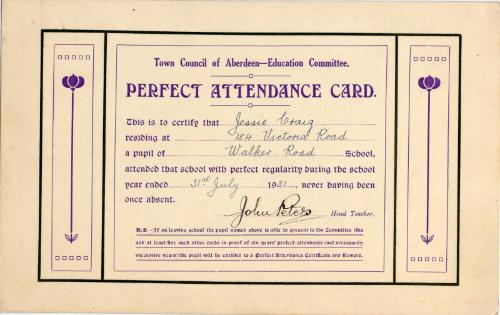 Town Council of Aberdeen—Education Committee.
PERFECT ATTENDANCE CARD.
This is to certify that Jessie Craig
residing at 184 Victoria Road
a pupil of Walker Road School,
attended that school with perfect regularity during the school
year ended 31st July 1931, never having been
once absent.
John Peters Head Teacher.
N.B.—If on leaving school the pupil named above is able to present to the Committee this
and at least five such other cards in proof of six years' perfect attendance (not necessarily
successive years) the pupil will be entitled to a Perfect Attendance Certificate and Reward.